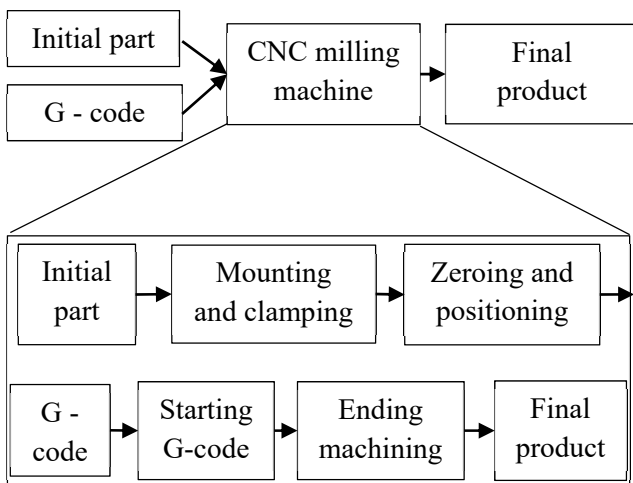 Initial part
G - code
CNC milling
machine
Final
product
Initial
part
Mounting
and clamping
Zeroing and
positioning
G -
code
Starting
G-code
Ending
machining
Final
product